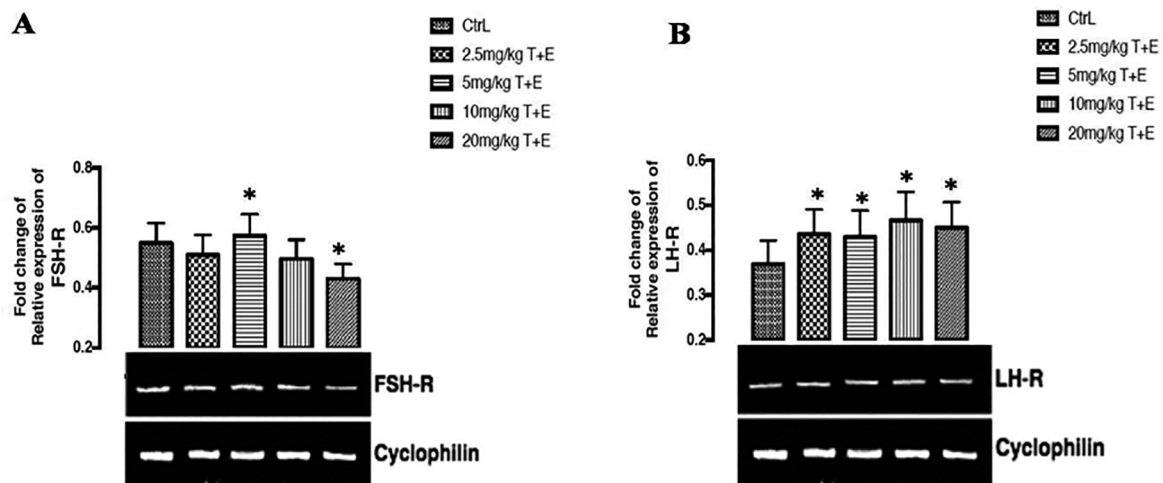 A
CtrL
2.5mg/kg T+E
5mg/kg T+E
10mg/kg T+E
20mg/kg T+E
Fold change of
Relative expression of
FSH-R
0.8
0.6
0.4
0.2
*
*
FSH-R
Cyclophilin
B
CtrL
2.5mg/kg T+E
5mg/kg T+E
10mg/kg T+E
20mg/kg T+E
Fold change of
Relative expression of
LH-R
0.6
0.5
0.4
0.3
0.2
*
*
*
*
LH-R
Cyclophilin